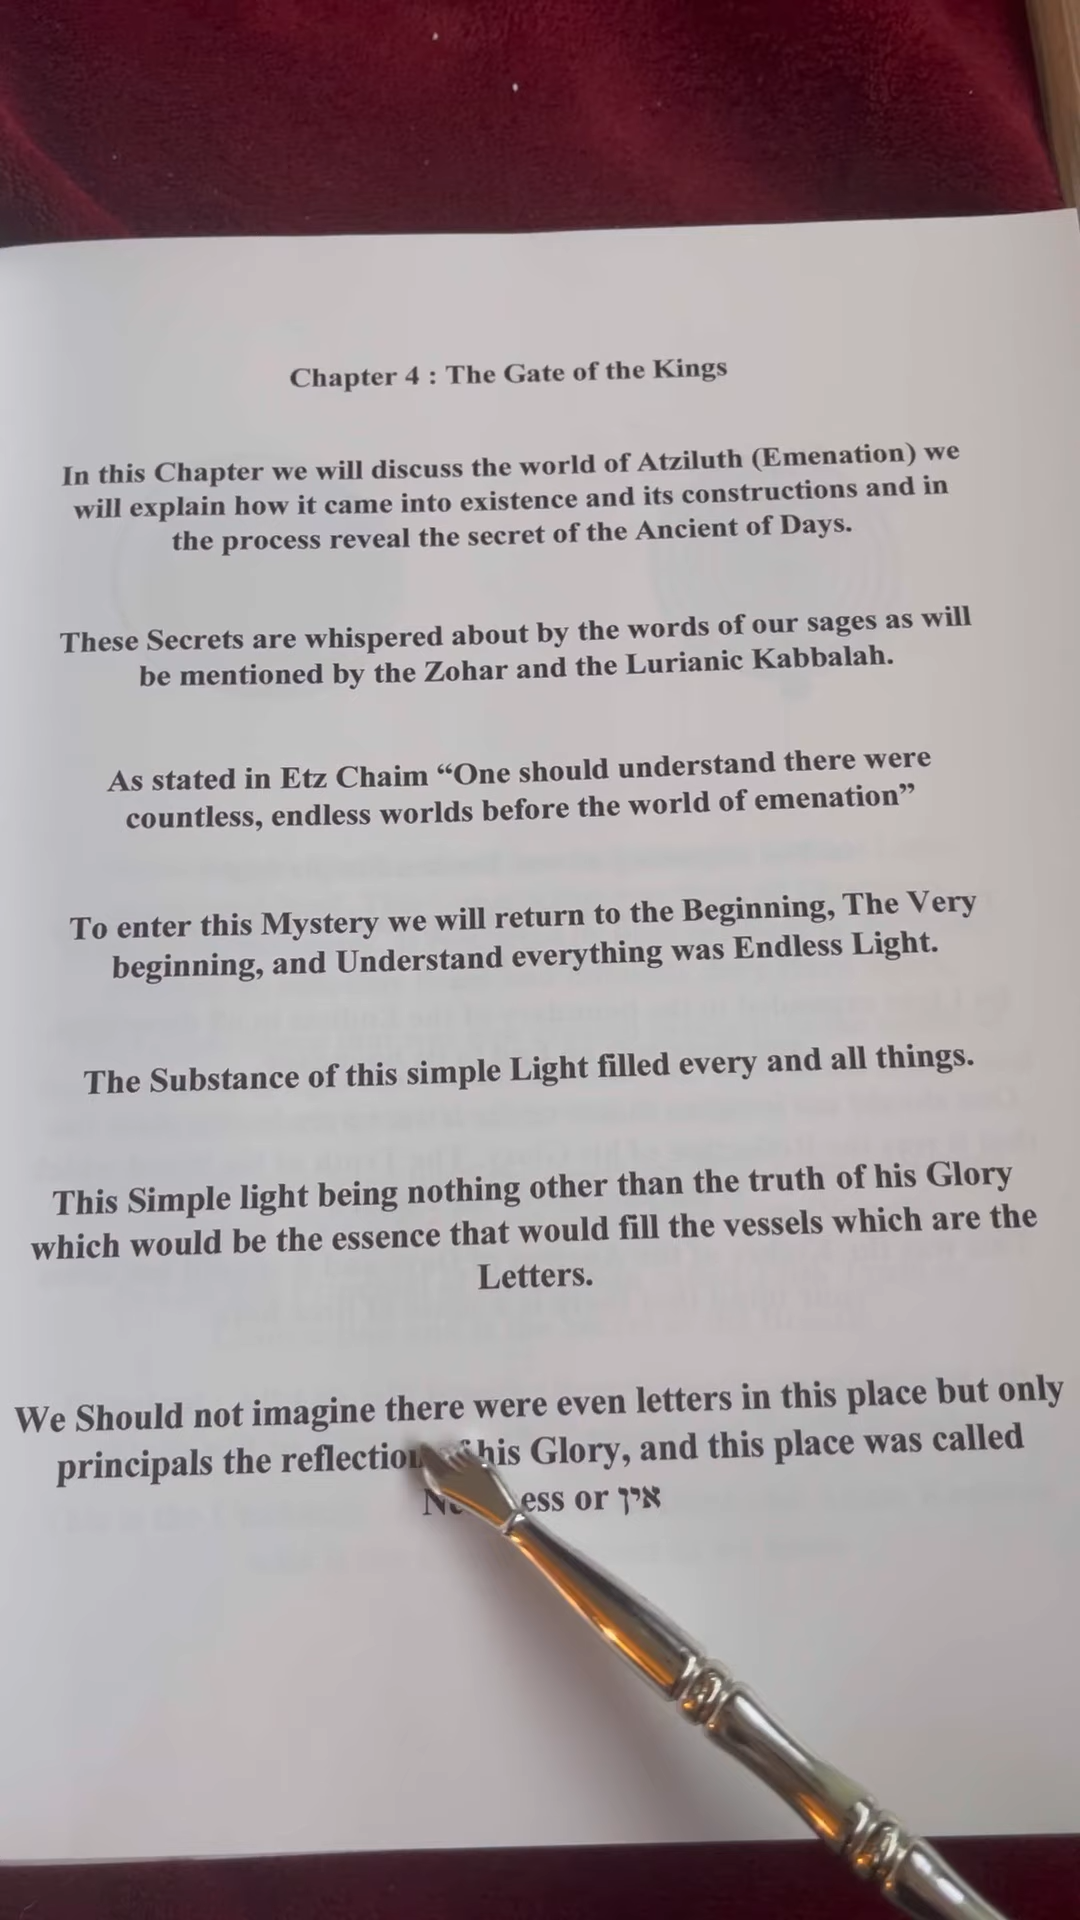 Chapter 4 : The Gate of the Kings
In this Chapter we will discuss the world of Atziluth (Emenation) we
will explain how it came into existence and its constructions and in
the process reveal the secret of the Ancient of Days.
These Secrets are whispered about by the words of our sages as will
be mentioned by the Zohar and the Lurianic Kabbalah.
As stated in Etz Chaim “One should understand there were
countless, endless worlds before the world of emenation”
To enter this Mystery we will return to the Beginning, The Very
beginning, and Understand everything was Endless Light.
The Substance of this simple Light filled every and all things.
This Simple light being nothing other than the truth of his Glory
which would be the essence that would fill the vessels which are the
Letters.
We Should not imagine there were even letters in this place but only
principals the reflection his Glory, and this place was called
or אין